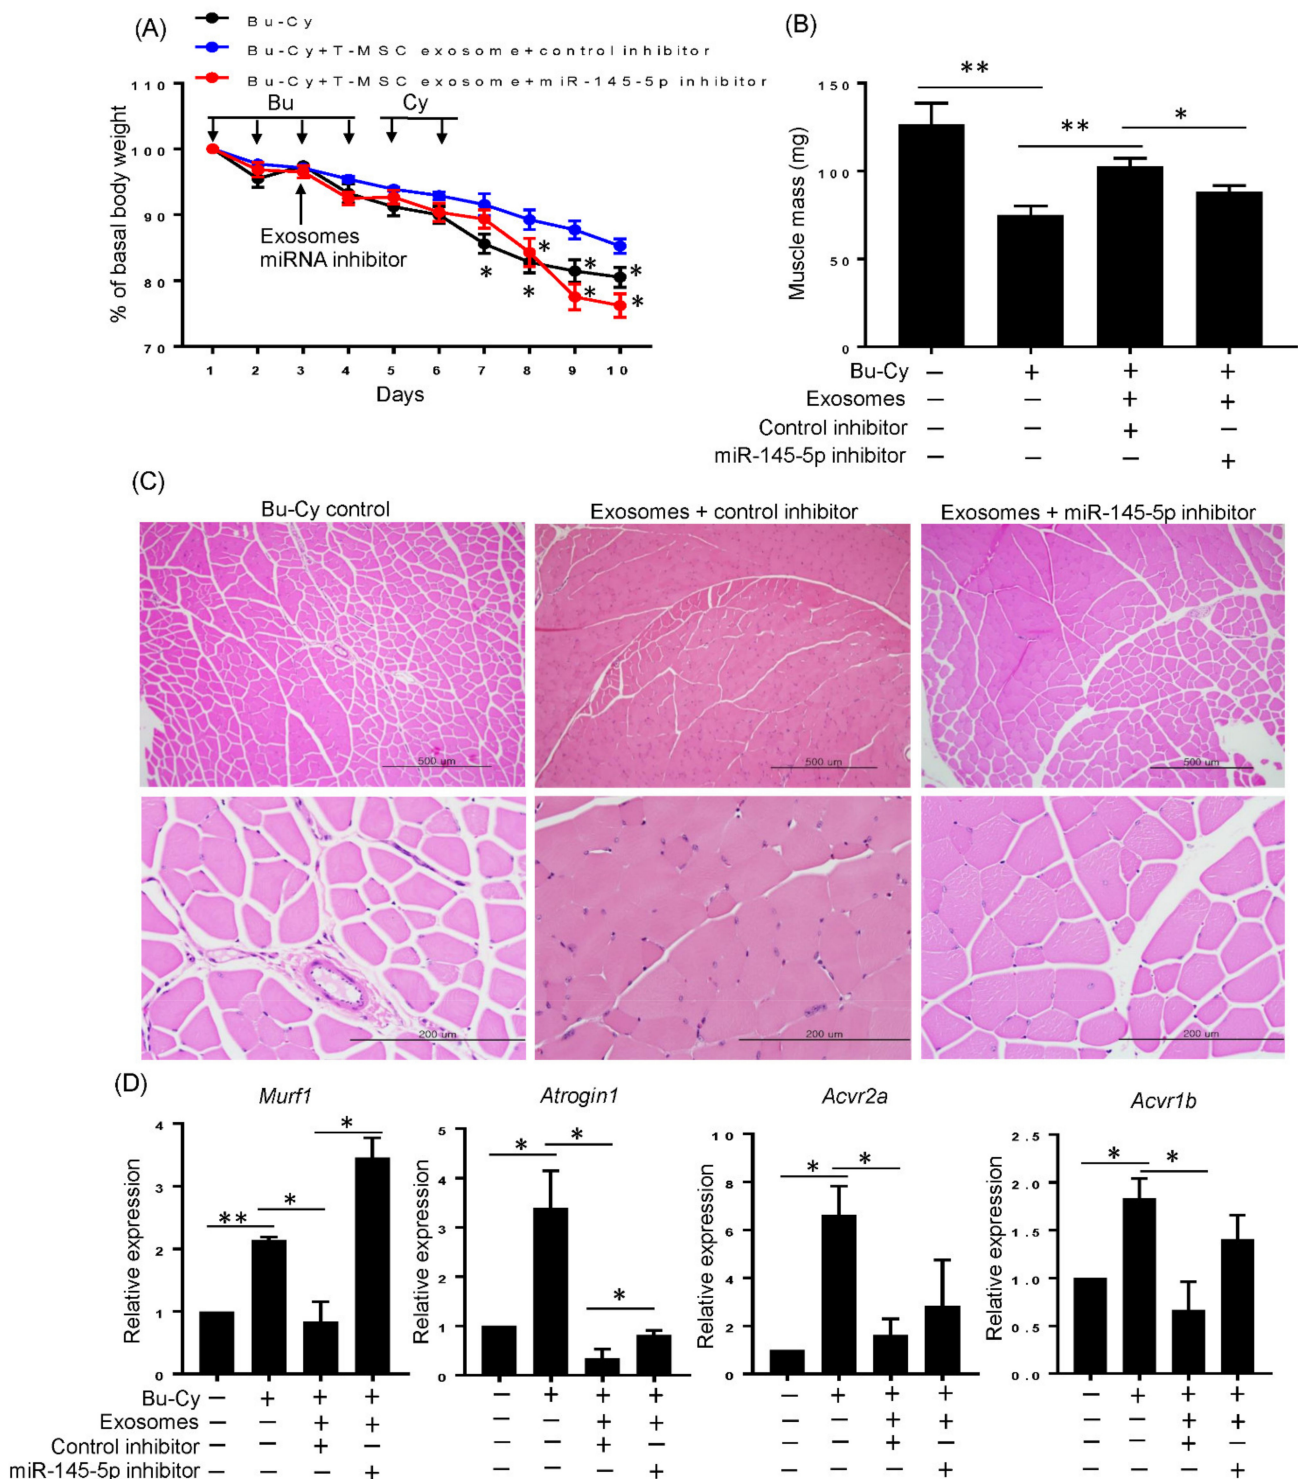 (A)
Bu-Cy
Bu-Cy+T-MSC exosome+control inhibitor
Bu-Cy+T-MSC exosome+miR-145-5p inhibitor
110
100
90
80
70
% of basal body weight
Bu
Cy
Exosomes
miRNA inhibitor
*
*
*
*
*
*
*
1 2 3 4 5 6 7 8 9 10
Days
(B)
**
**
*
150
100
50
0
Muscle mass (mg)
Bu-Cy − + + +
Exosomes − − + +
Control inhibitor − − + −
miR-145-5p inhibitor − − − +
(C)
Bu-Cy control
Exosomes + control inhibitor
Exosomes + miR-145-5p inhibitor
500 um
500 um
500 um
200 um
200 um
200 um
(D)
Murf1
4
3
2
1
0
Relative expression
**
*
*
Atrogin1
5
4
3
2
1
0
Relative expression
*
*
*
Acvr2a
10
8
6
4
2
0
Relative expression
*
*
Acvr1b
2.5
2.0
1.5
1.0
0.5
0.0
Relative expression
*
*
Bu-Cy − + + + − + + + − + + + − + + +
Exosomes − − + + − − + + − − + + − − + +
Control inhibitor − − + − − − + − − − + − − − + −
miR-145-5p inhibitor − − − + − − − + − − − + − − − +